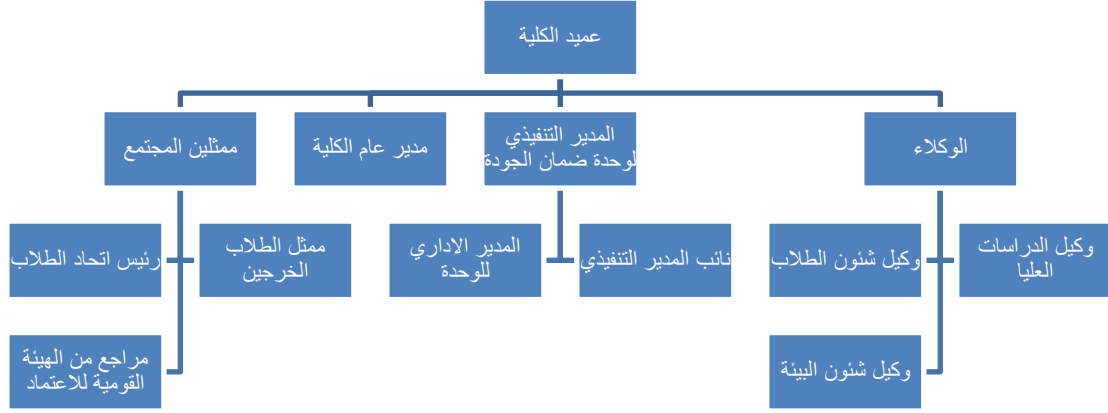 عميد الكلية
الوكلاء
المدير التنفيذي
لوحدة ضمان الجودة
مدير عام الكلية
ممثلين المجتمع
وكيل الدراسات
العليا
وكيل شئون الطلاب
نائب المدير التنفيذي
المدير الاداري
للوحدة
ممثل الطلاب
الخرجين
رئيس اتحاد الطلاب
وكيل شئون البيئة
مراجع من الهيئة
القومية للاعتماد